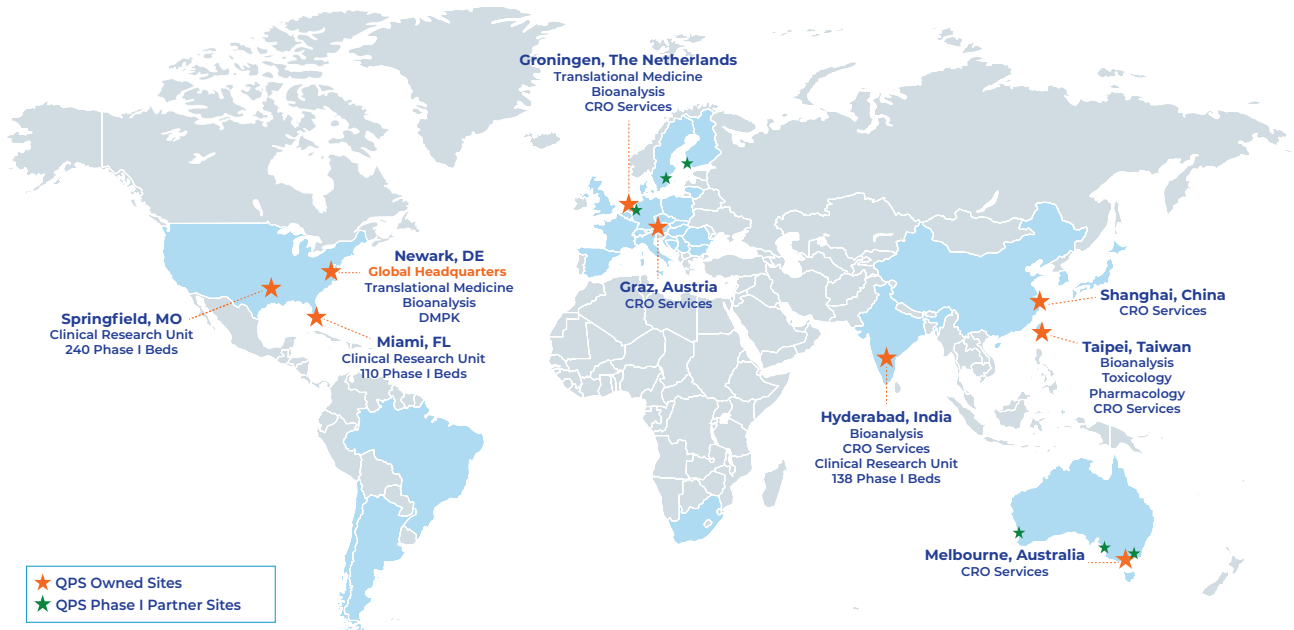 Groningen, The Netherlands
Translational Medicine
Bioanalysis
CRO Services
Newark, DE
Global Headquarters
Translational Medicine
Bioanalysis
DMPK
Springfield, MO
Clinical Research Unit
240 Phase I Beds
Miami, FL
Clinical Research Unit
110 Phase I Beds
Graz, Austria
CRO Services
Shanghai, China
CRO Services
Taipei, Taiwan
Bioanalysis
Toxicology
Pharmacology
CRO Services
Hyderabad, India
Bioanalysis
CRO Services
Clinical Research Unit
138 Phase I Beds
Melbourne, Australia
CRO Services
QPS Owned Sites
QPS Phase I Partner Sites